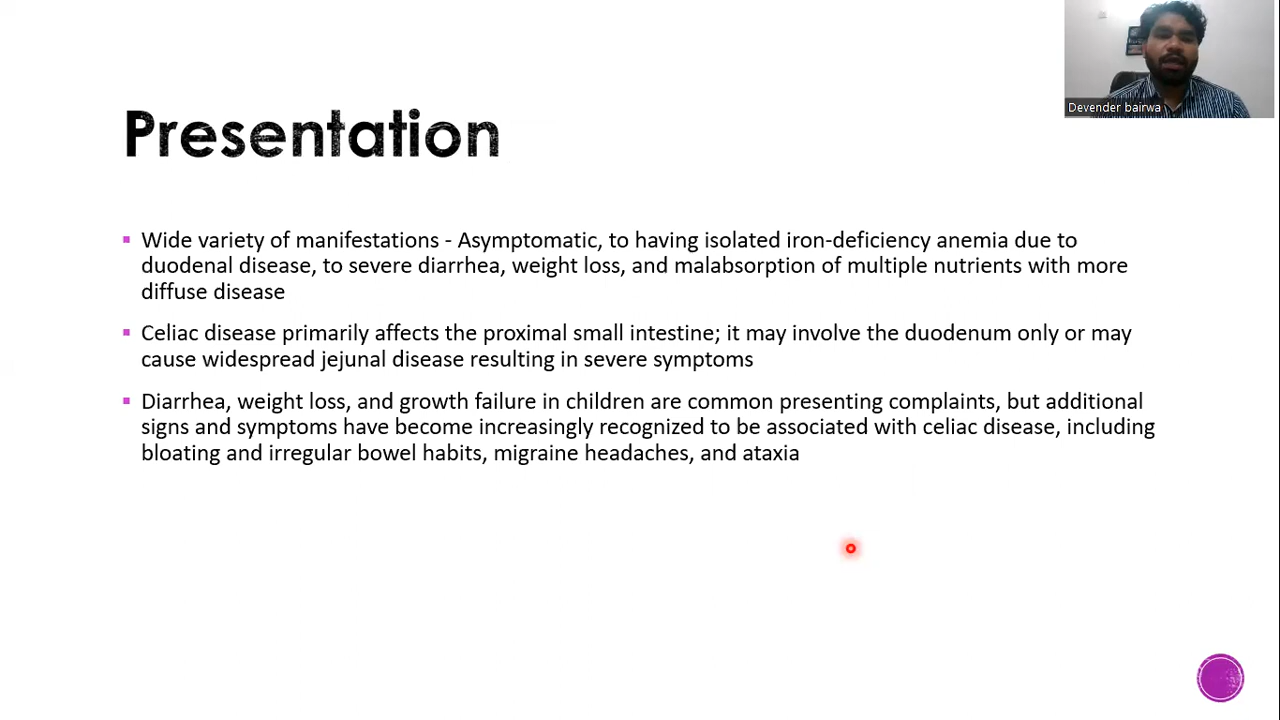 Devender bairwa
Presentation
Wide variety of manifestations - Asymptomatic, to having isolated iron-deficiency anemia due to
duodenal disease, to severe diarrhea, weight loss, and malabsorption of multiple nutrients with more
diffuse disease
Celiac disease primarily affects the proximal small intestine; it may involve the duodenum only or may
cause widespread jejunal disease resulting in severe symptoms
Diarrhea, weight loss, and growth failure in children are common presenting complaints, but additional
signs and symptoms have become increasingly recognized to be associated with celiac disease, including
bloating and irregular bowel habits, migraine headaches, and ataxia